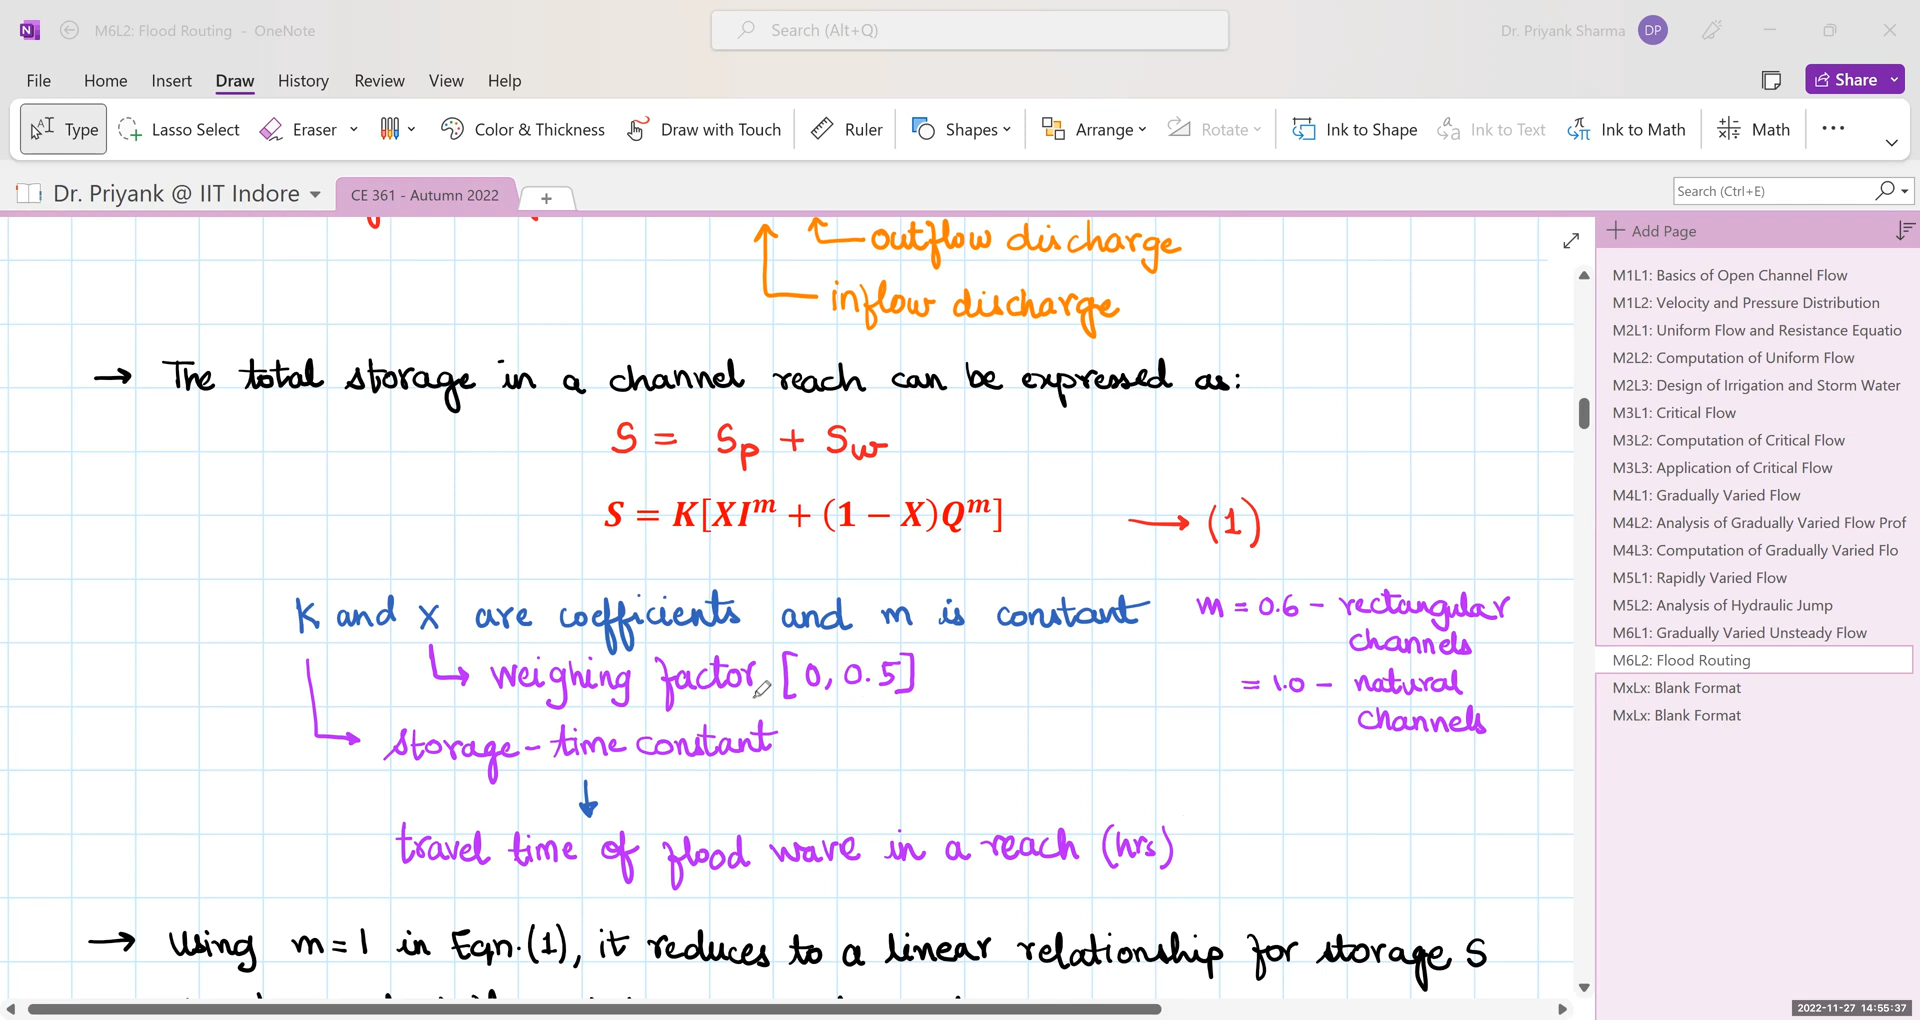 M6L2: Flood Routing - OneNote
Search (Alt+Q)
Dr. Priyank Sharma
DP
File Home Insert Draw History Review View Help
Share
Type Lasso Select Eraser Color & Thickness Draw with Touch Ruler Shapes Arrange Rotate Ink to Shape Ink to Text Ink to Math Math
Dr. Priyank @ IIT Indore
CE 361 - Autumn 2022
Search (Ctrl+E)
outflow discharge
inflow discharge
→ The total storage in a channel reach can be expressed as:
S = Sp + Sw
S = K[XI^m + (1 − X)Q^m] → (1)
K and x are coefficients and m is constant
m = 0.6 - rectangular
channels
= 1.0 - natural
channels
weighing factor [0, 0.5]
storage-time constant
↓
travel time of flood wave in a reach (hrs)
→ Using m=1 in Eqn.(1), it reduces to a linear relationship for storage S
Add Page
M1L1: Basics of Open Channel Flow
M1L2: Velocity and Pressure Distribution
M2L1: Uniform Flow and Resistance Equatio
M2L2: Computation of Uniform Flow
M2L3: Design of Irrigation and Storm Water
M3L1: Critical Flow
M3L2: Computation of Critical Flow
M3L3: Application of Critical Flow
M4L1: Gradually Varied Flow
M4L2: Analysis of Gradually Varied Flow Prof
M4L3: Computation of Gradually Varied Flo
M5L1: Rapidly Varied Flow
M5L2: Analysis of Hydraulic Jump
M6L1: Gradually Varied Unsteady Flow
M6L2: Flood Routing
MxLx: Blank Format
MxLx: Blank Format
2022-11-27 14:55:37